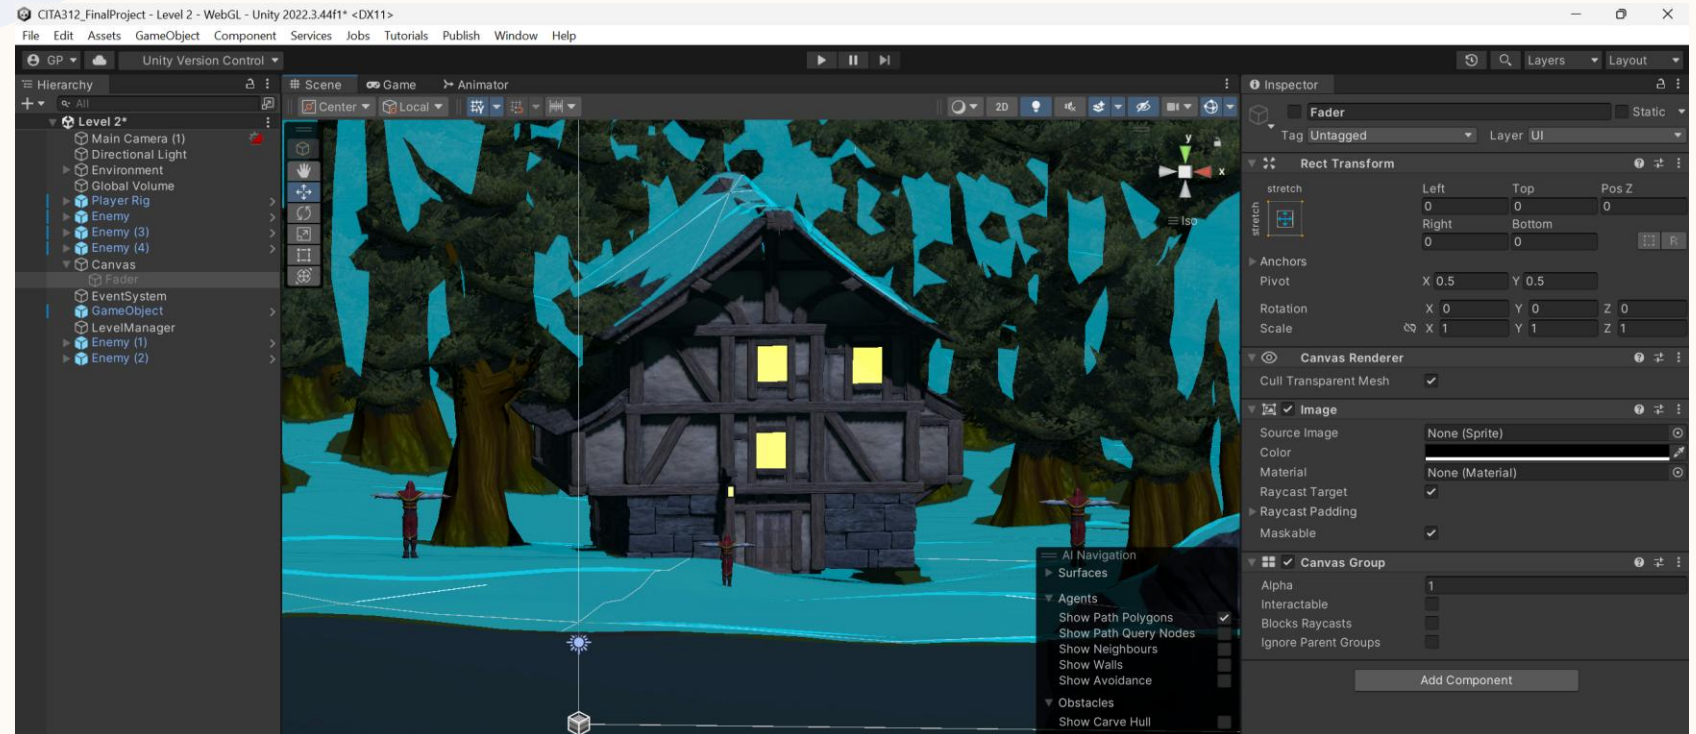 CITA312_FinalProject - Level 2 - WebGL - Unity 2022.3.44f1* <DX11>
File Edit Assets GameObject Component Services Jobs Tutorials Publish Window Help
GP Unity Version Control Layers Layout
Hierarchy
All
Level 2*
Main Camera (1)
Directional Light
Environment
Global Volume
Player Rig
Enemy
Enemy (3)
Enemy (4)
Canvas
Fader
EventSystem
GameObject
LevelManager
Enemy (1)
Enemy (2)
Scene Game Animator
Center Local 2D
y
x
Iso
AI Navigation
Surfaces
Agents
Show Path Polygons
Show Path Query Nodes
Show Neighbours
Show Walls
Show Avoidance
Obstacles
Show Carve Hull
Inspector
Fader Static
Tag Untagged Layer UI
Rect Transform
stretch Left Top Pos Z
stretch 0 0 0
Right Bottom
0 0 R
Anchors
Pivot X 0.5 Y 0.5
Rotation X 0 Y 0 Z 0
Scale X 1 Y 1 Z 1
Canvas Renderer
Cull Transparent Mesh
Image
Source Image None (Sprite)
Color
Material None (Material)
Raycast Target
Raycast Padding
Maskable
Canvas Group
Alpha 1
Interactable
Blocks Raycasts
Ignore Parent Groups
Add Component